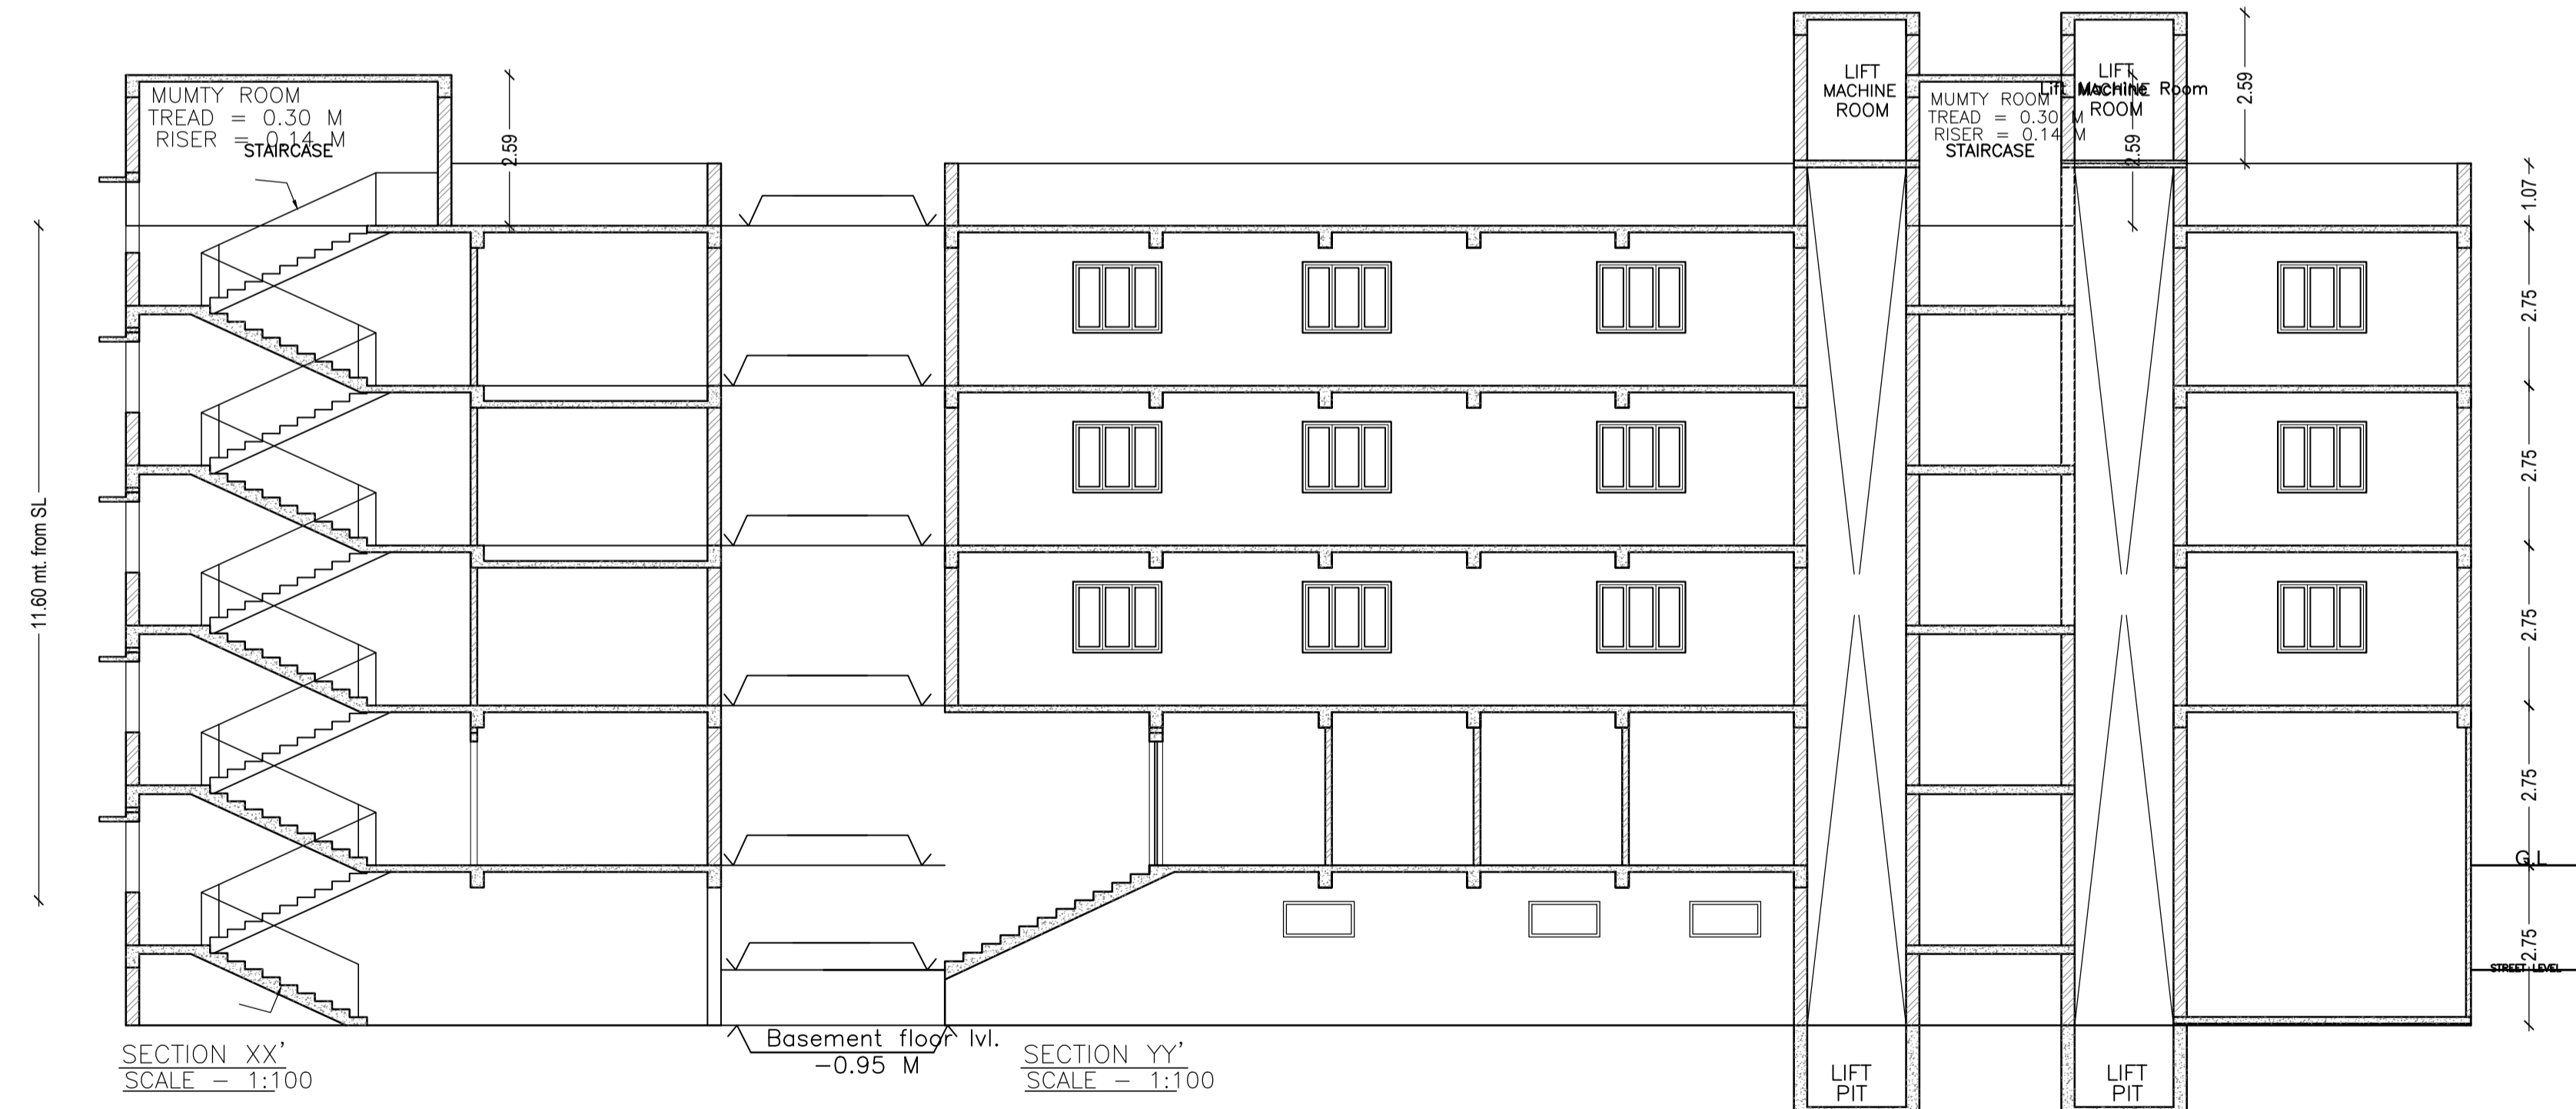 MUMTY ROOM
TREAD = 0.30 M
RISER = 0.14 M
STAIRCASE
2.59
11.60 mt. from SL
LIFT
MACHINE
ROOM
MUMTY ROOM
TREAD = 0.30 M
RISER = 0.14 M
STAIRCASE
LIFT
MACHINE
ROOM
Lift Machine Room
2.59
2.59
1.07
2.75
2.75
2.75
2.75
G.L
2.75
STREET LEVEL
Basement floor lvl.
-0.95 M
SECTION XX'
SCALE - 1:100
SECTION YY'
SCALE - 1:100
LIFT
PIT
LIFT
PIT